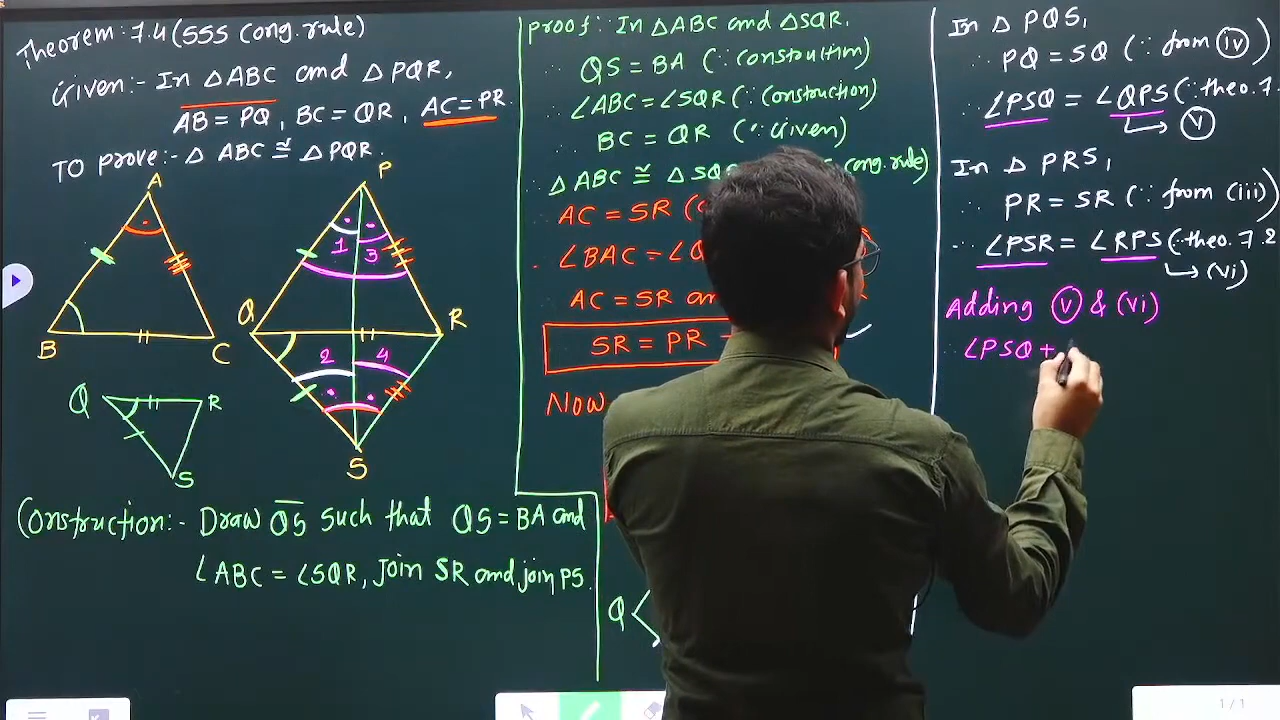 Theorem: 7.4 (SSS cong. rule)
Given:- In △ABC and △PQR,
AB = PQ, BC = QR, AC = PR
TO prove:- △ABC ≅ △PQR.
A
B
C
P
1
3
Q
R
2
4
S
Q
R
S
Construction:- Draw QS such that QS = BA and
∠ABC = ∠SQR, join SR and join PS.
proof: In △ABC and △SQR,
∴ QS = BA (∵ construction)
∴ ∠ABC = ∠SQR (∵ construction)
BC = QR (∵ Given)
∴ △ABC ≅ △SQ cong. rule)
AC = SR
∠BAC = ∠Q
AC = SR
SR = PR
Now
Q
In △ PQS,
∴ PQ = SQ (∵ from iv)
∴ ∠PSQ = ∠QPS (∵ theo. 7.
↳ V
In △ PRS,
∴ PR = SR (∵ from (iii)
∴ ∠PSR = ∠RPS (∵ theo. 7.2
↳ (vi)
Adding V & (vi)
∴ ∠PSQ +
1/1